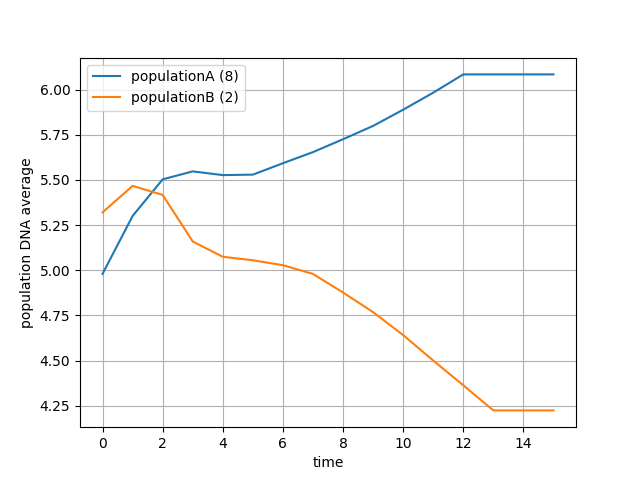 populationA (8)
populationB (2)
6.00
5.75
5.50
5.25
5.00
4.75
4.50
4.25
population DNA average
0 2 4 6 8 10 12 14
time